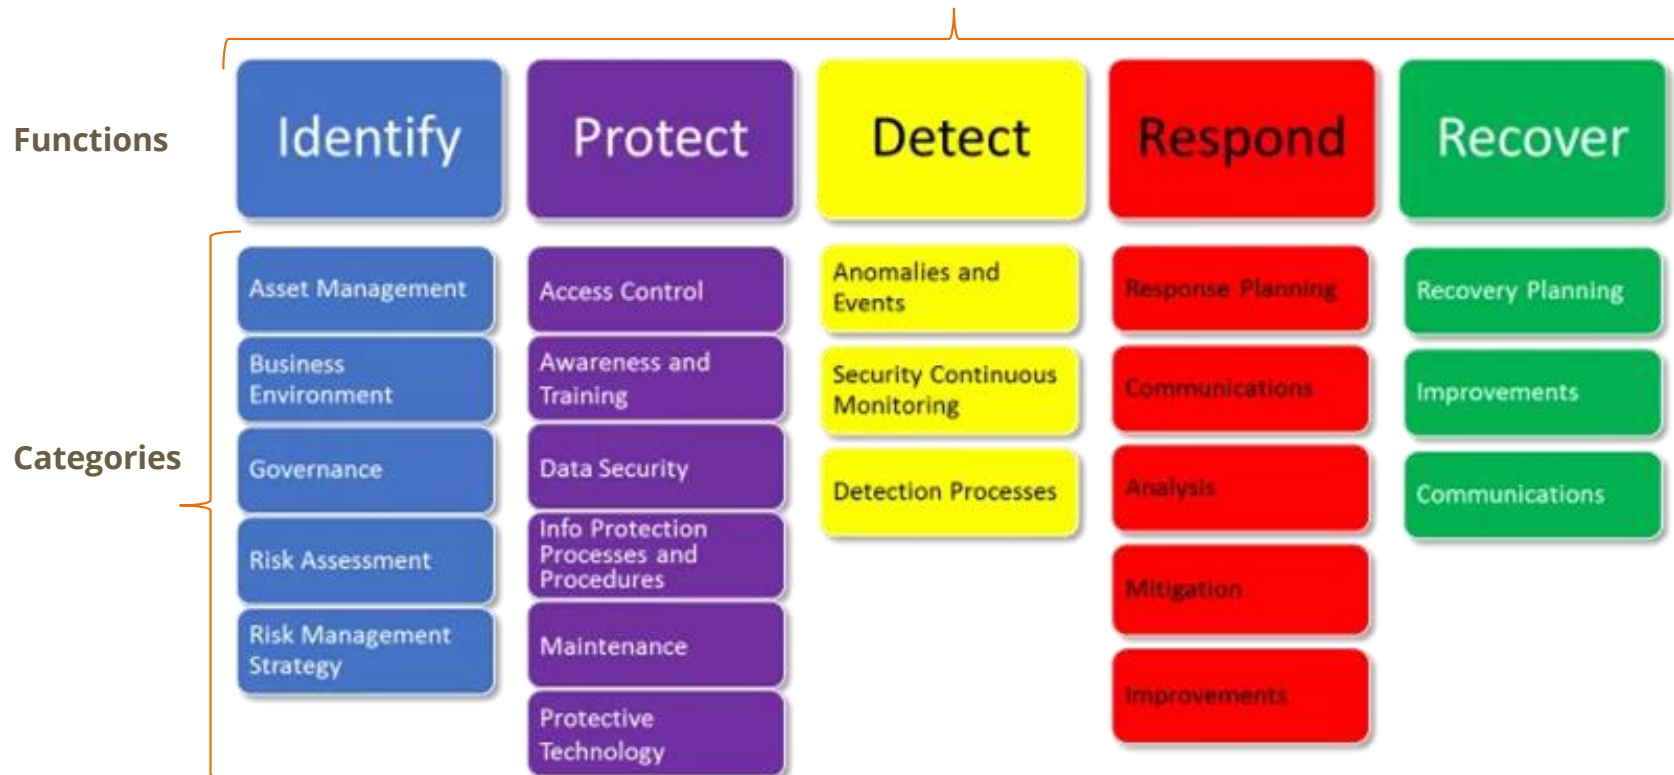 Functions
Identify
Protect
Detect
Respond
Recover
Categories
Asset Management
Business
Environment
Governance
Risk Assessment
Risk Management
Strategy
Access Control
Awareness and
Training
Data Security
Info Protection
Processes and
Procedures
Maintenance
Protective
Technology
Anomalies and
Events
Security Continuous
Monitoring
Detection Processes
Response Planning
Communications
Analysis
Mitigation
Improvements
Recovery Planning
Improvements
Communications